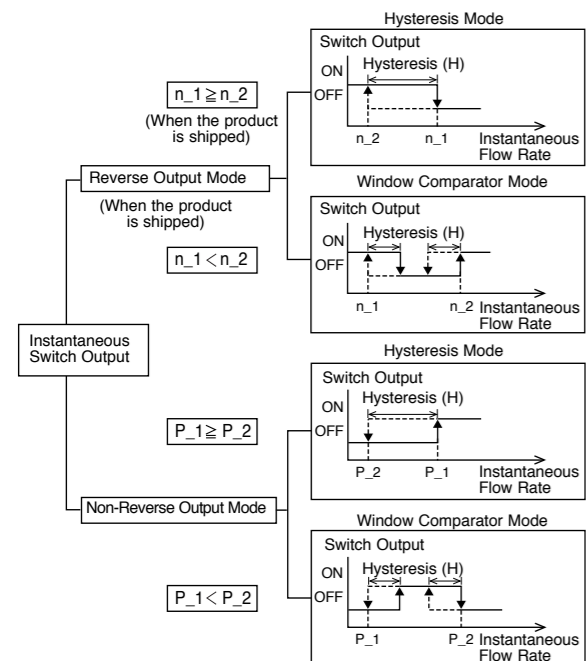 Hysteresis Mode
Switch Output
Hysteresis (H)
ON
OFF
n_2
n_1
Instantaneous
Flow Rate
n_1≧n_2
(When the product
is shipped)
Reverse Output Mode
(When the product
is shipped)
Window Comparator Mode
Switch Output
Hysteresis (H)
ON
OFF
n_1
n_2
Instantaneous
Flow Rate
n_1<n_2
Instantaneous
Switch Output
Hysteresis Mode
Switch Output
Hysteresis (H)
ON
OFF
P_2
P_1
Instantaneous
Flow Rate
P_1≧P_2
Non-Reverse Output Mode
Window Comparator Mode
Switch Output
Hysteresis (H)
ON
OFF
P_1
P_2
Instantaneous
Flow Rate
P_1<P_2